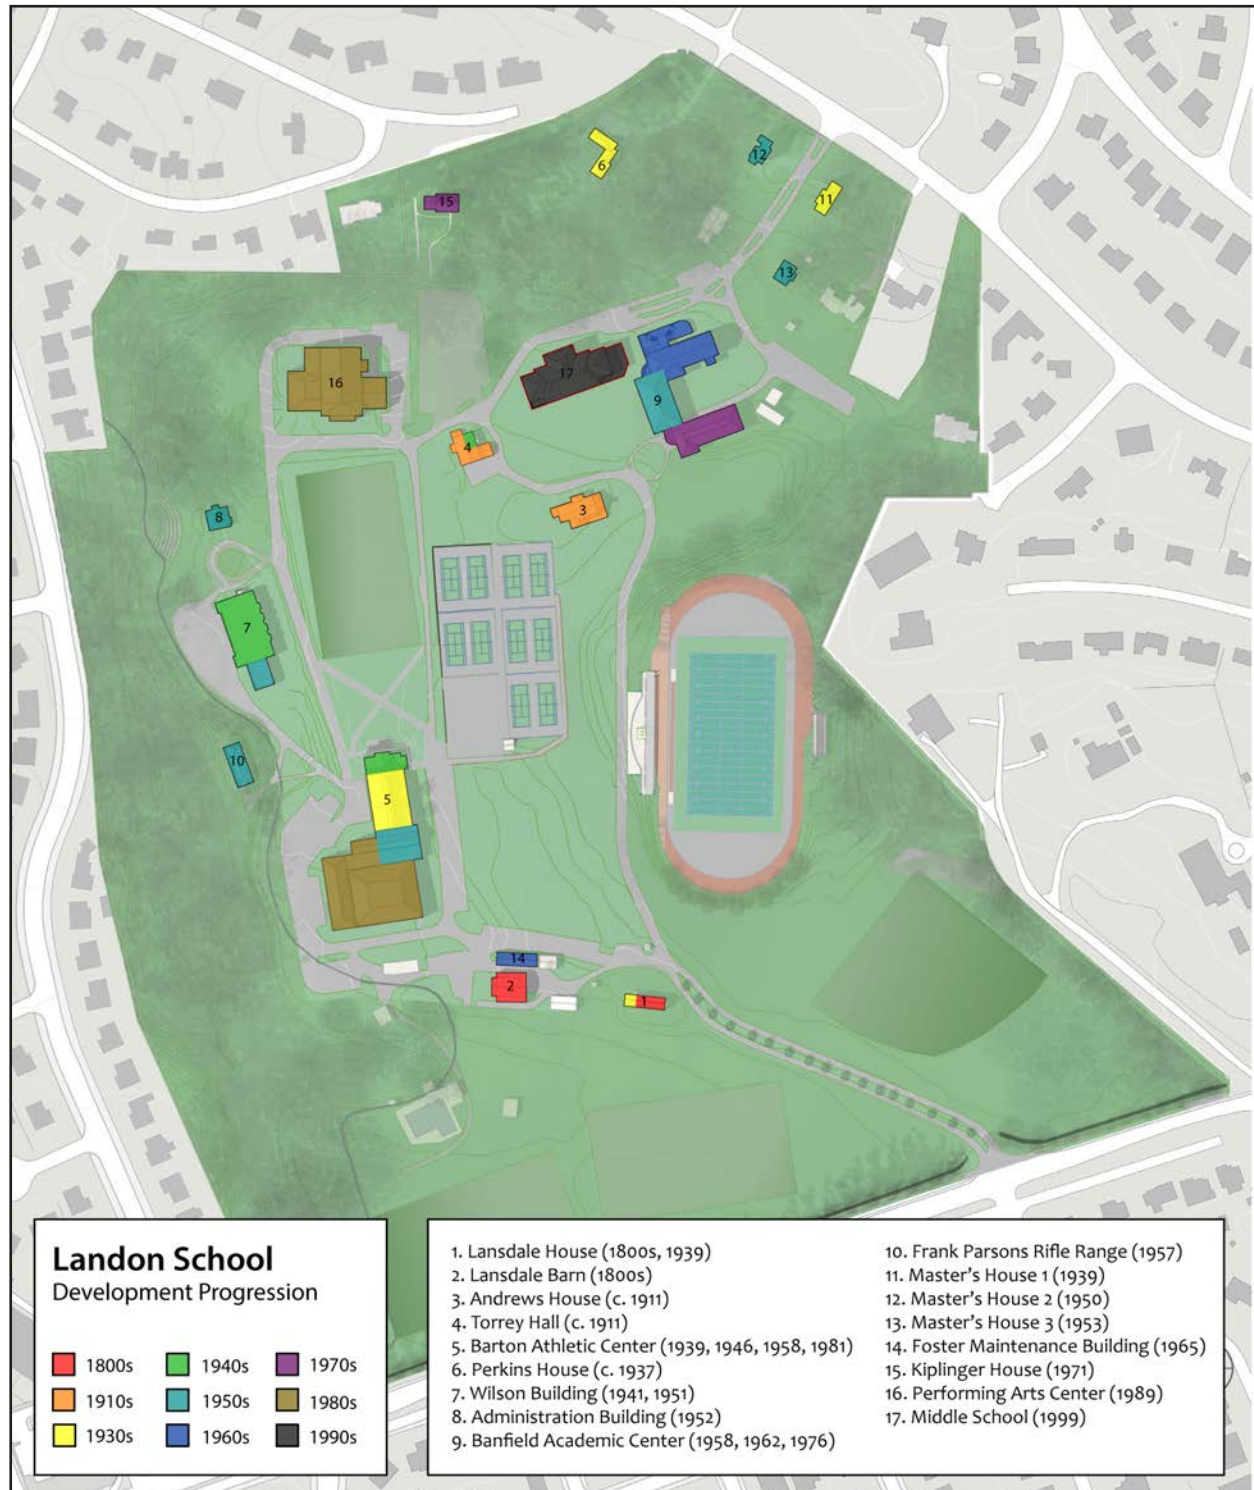 6
12
11
15
13
16
17
9
4
3
8
7
10
5
14
2
1
Landon School
Development Progression
1800s
1910s
1930s
1940s
1950s
1960s
1970s
1980s
1990s
1. Lansdale House (1800s, 1939)
2. Lansdale Barn (1800s)
3. Andrews House (c. 1911)
4. Torrey Hall (c. 1911)
5. Barton Athletic Center (1939, 1946, 1958, 1981)
6. Perkins House (c. 1937)
7. Wilson Building (1941, 1951)
8. Administration Building (1952)
9. Banfield Academic Center (1958, 1962, 1976)
10. Frank Parsons Rifle Range (1957)
11. Master's House 1 (1939)
12. Master's House 2 (1950)
13. Master's House 3 (1953)
14. Foster Maintenance Building (1965)
15. Kiplinger House (1971)
16. Performing Arts Center (1989)
17. Middle School (1999)